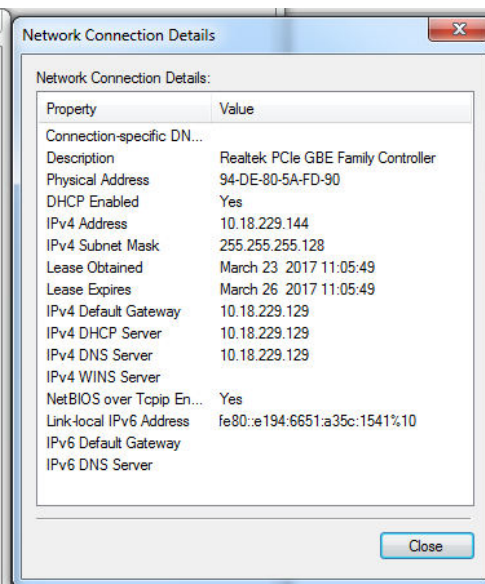 Network Connection Details
Network Connection Details:
Property Value
Connection-specific DN...
Description Realtek PCIe GBE Family Controller
Physical Address 94-DE-80-5A-FD-90
DHCP Enabled Yes
IPv4 Address 10.18.229.144
IPv4 Subnet Mask 255.255.255.128
Lease Obtained March 23 2017 11:05:49
Lease Expires March 26 2017 11:05:49
IPv4 Default Gateway 10.18.229.129
IPv4 DHCP Server 10.18.229.129
IPv4 DNS Server 10.18.229.129
IPv4 WINS Server
NetBIOS over Tcpip En... Yes
Link-local IPv6 Address fe80::e194:6651:a35c:1541%10
IPv6 Default Gateway
IPv6 DNS Server
Close